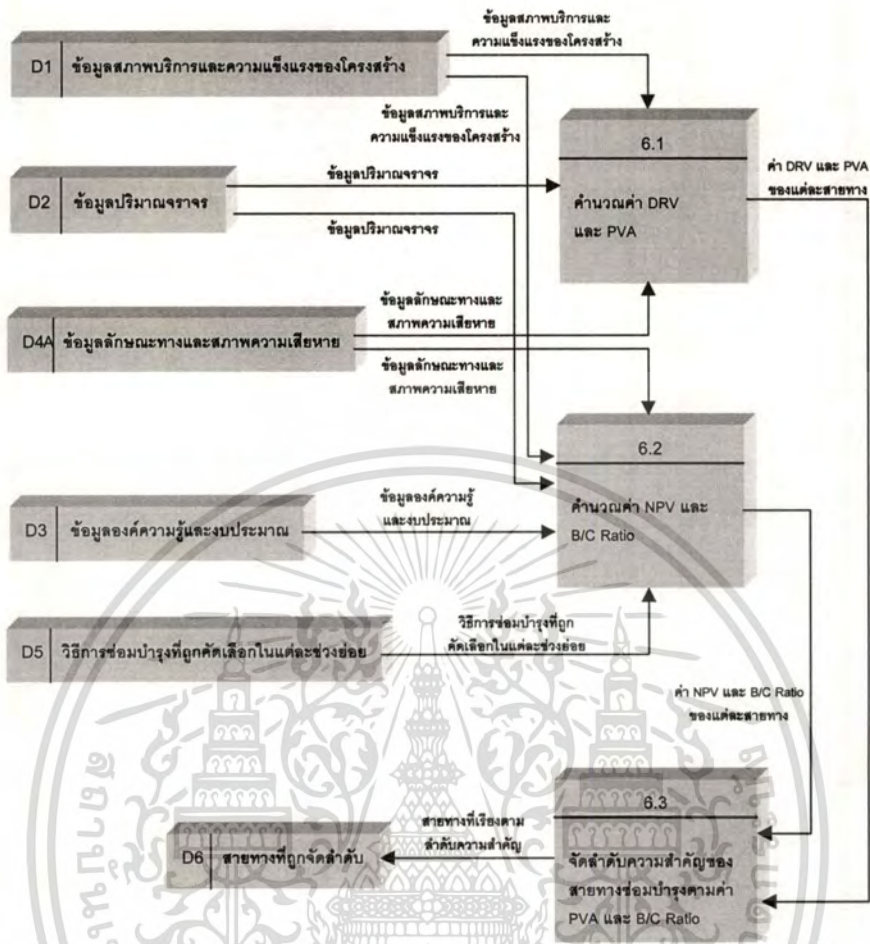 ข้อมูลสภาพบริการและ
ความแข็งแรงของโครงสร้าง
D1 ข้อมูลสภาพบริการและความแข็งแรงของโครงสร้าง
ข้อมูลสภาพบริการและ
ความแข็งแรงของโครงสร้าง
6.1
คำนวณค่า DRV
และ PVA
ค่า DRV และ PVA
ของแต่ละสายทาง
D2 ข้อมูลปริมาณจราจร
ข้อมูลปริมาณจราจร
ข้อมูลปริมาณจราจร
ข้อมูลลักษณะทางและ
สภาพความเสียหาย
D4A ข้อมูลลักษณะทางและสภาพความเสียหาย
ข้อมูลลักษณะทางและ
สภาพความเสียหาย
6.2
คำนวณค่า NPV และ
B/C Ratio
ข้อมูลองค์ความรู้
และงบประมาณ
D3 ข้อมูลองค์ความรู้และงบประมาณ
วิธีการซ่อมบำรุงที่ถูก
คัดเลือกในแต่ละช่วงย่อย
D5 วิธีการซ่อมบำรุงที่ถูกคัดเลือกในแต่ละช่วงย่อย
ค่า NPV และ B/C Ratio
ของแต่ละสายทาง
6.3
จัดลำดับความสำคัญของ
สายทางซ่อมบำรุงตามค่า
PVA และ B/C Ratio
สายทางที่เรียงตาม
ลำดับความสำคัญ
D6 สายทางที่ถูกจัดลำดับ